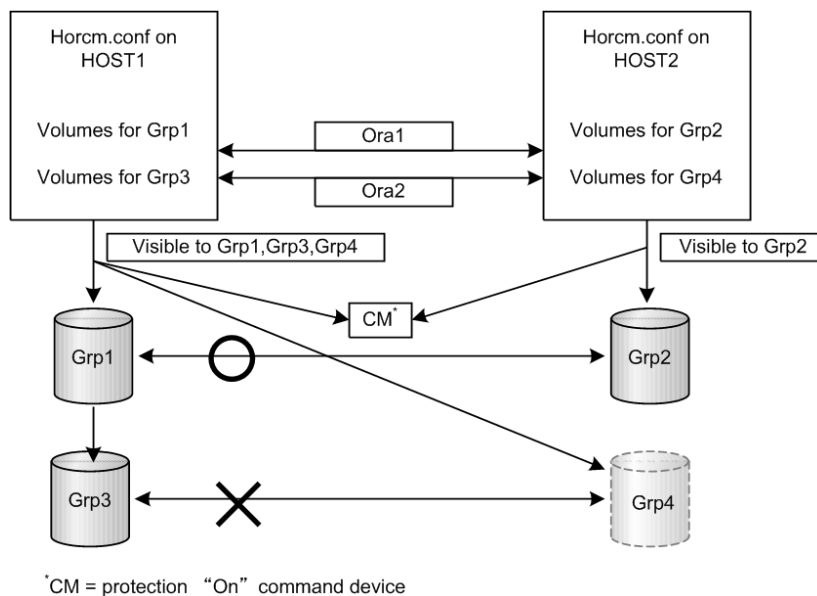 Horcm.conf on
HOST1
Volumes for Grp1
Volumes for Grp3
Horcm.conf on
HOST2
Volumes for Grp2
Volumes for Grp4
Ora1
Ora2
Visible to Grp1,Grp3,Grp4
Visible to Grp2
CM*
Grp1
Grp2
Grp3
Grp4
*CM = protection “On” command device